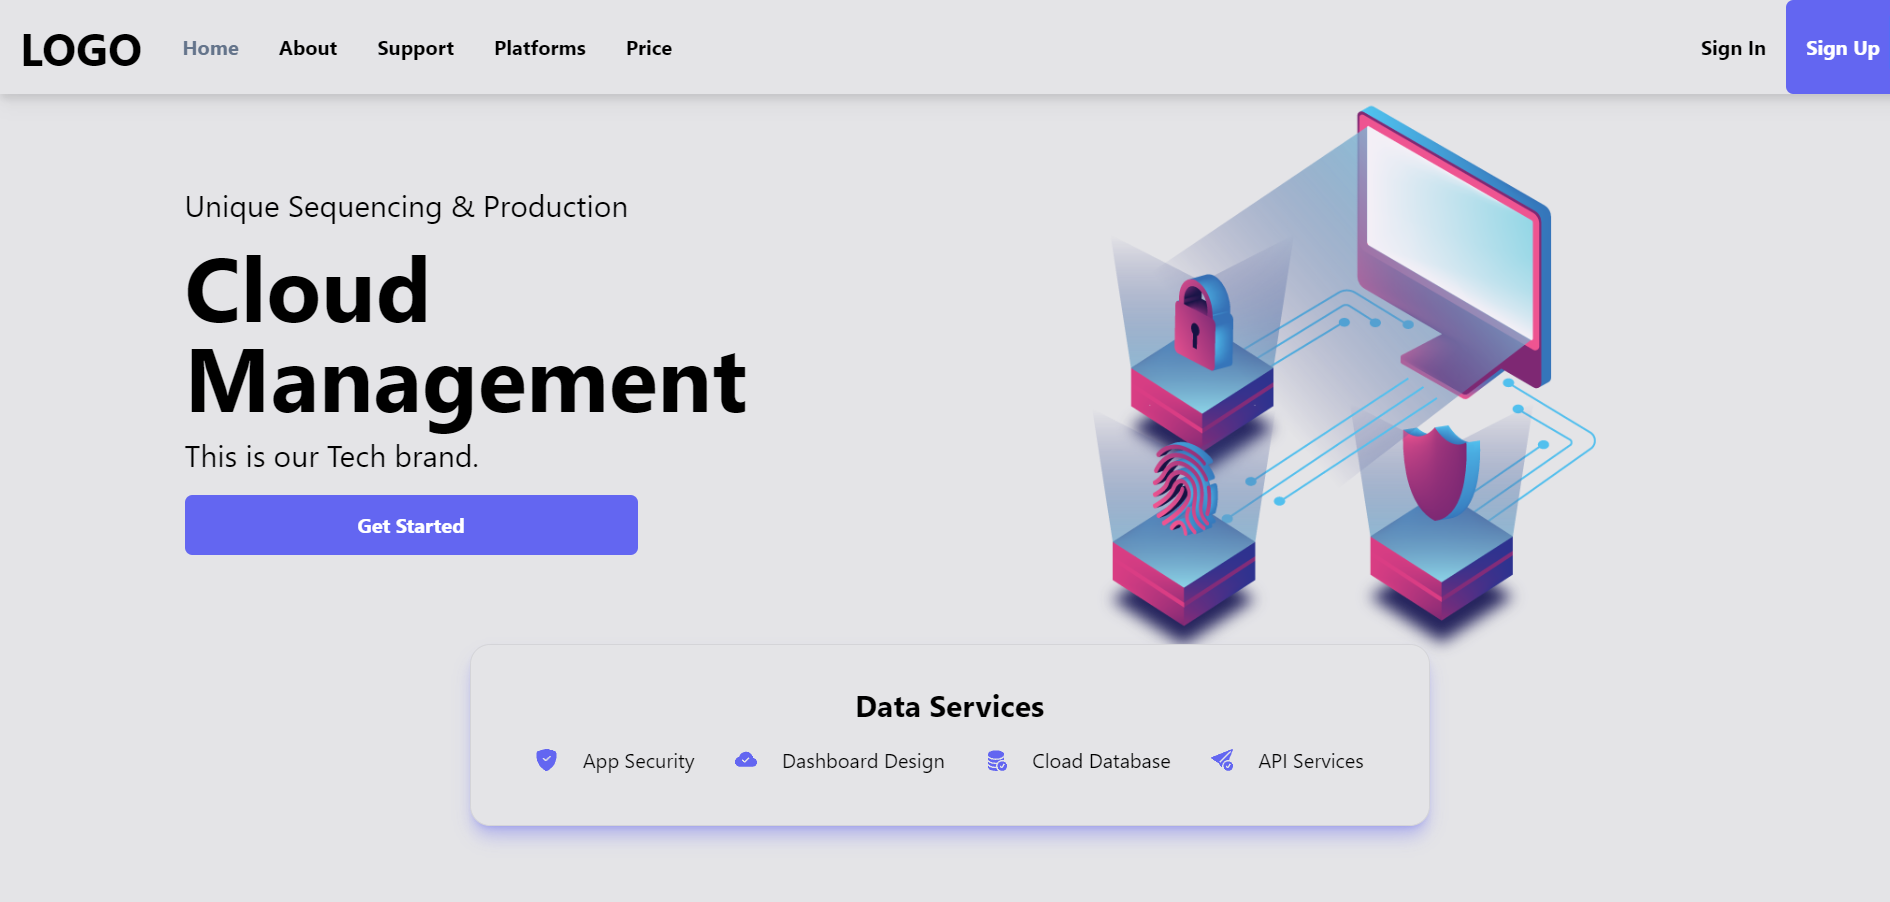 LOGO Home About Support Platforms Price Sign In Sign Up
Unique Sequencing & Production
Cloud
Management
This is our Tech brand.
Get Started
Data Services
App Security Dashboard Design Cload Database API Services